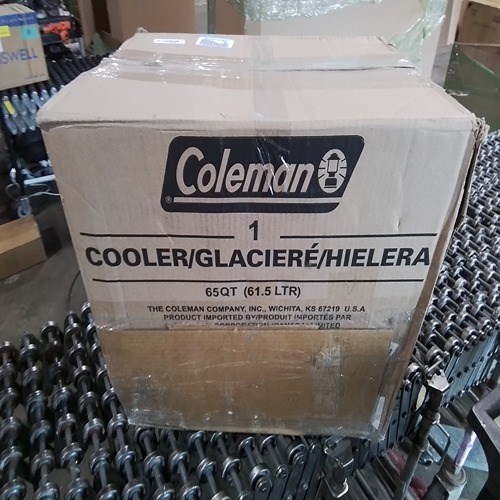 SWELL
Coleman
®
1
COOLER/GLACIERÉ/HIELERA
65QT (61.5 LTR)
THE COLEMAN COMPANY, INC., WICHITA, KS 67219 U.S.A
PRODUCT IMPORTED BY/PRODUIT IMPORTÉS PAR